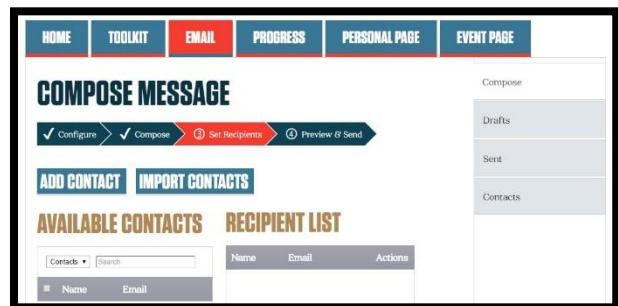 HOME TOOLKIT EMAIL PROGRESS PERSONAL PAGE EVENT PAGE
COMPOSE MESSAGE
Configure Compose 3 Set Recipients 4 Preview & Send
ADD CONTACT IMPORT CONTACTS
AVAILABLE CONTACTS
Contacts Search
Name Email
RECIPIENT LIST
Name Email Actions
Compose
Drafts
Sent
Contacts